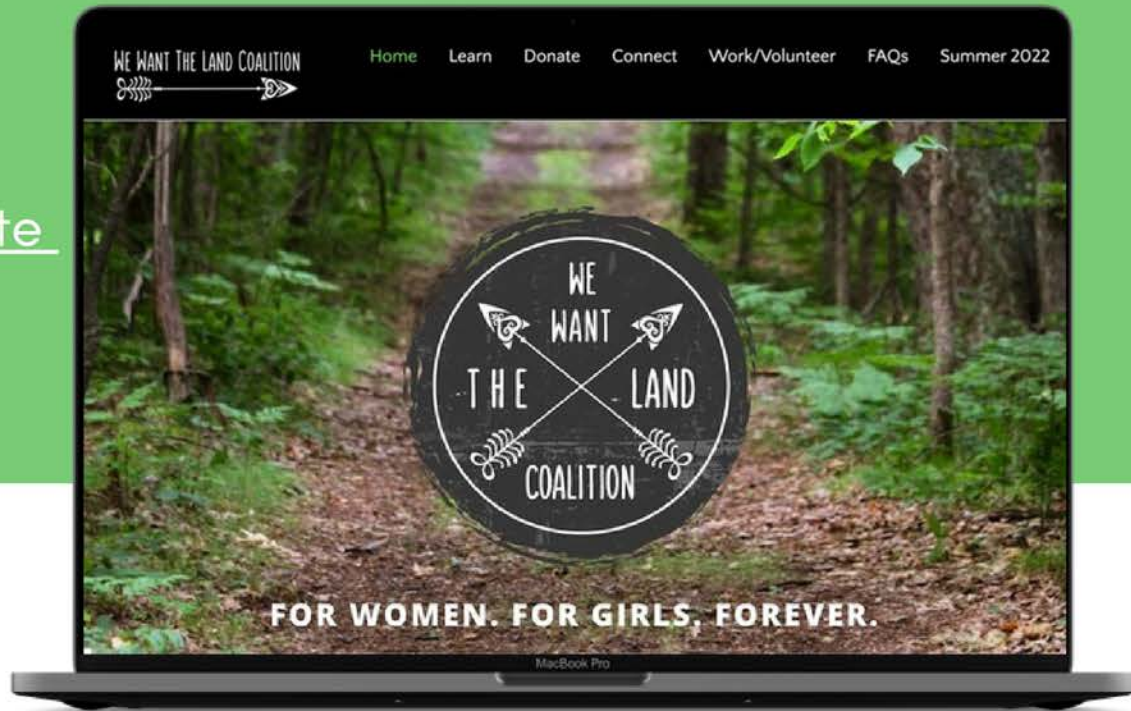 WE WANT THE LAND COALITION
Home Learn Donate Connect Work/Volunteer FAQs Summer 2022
te
WE
WANT
THE LAND
COALITION
FOR WOMEN. FOR GIRLS. FOREVER.
MacBook Pro